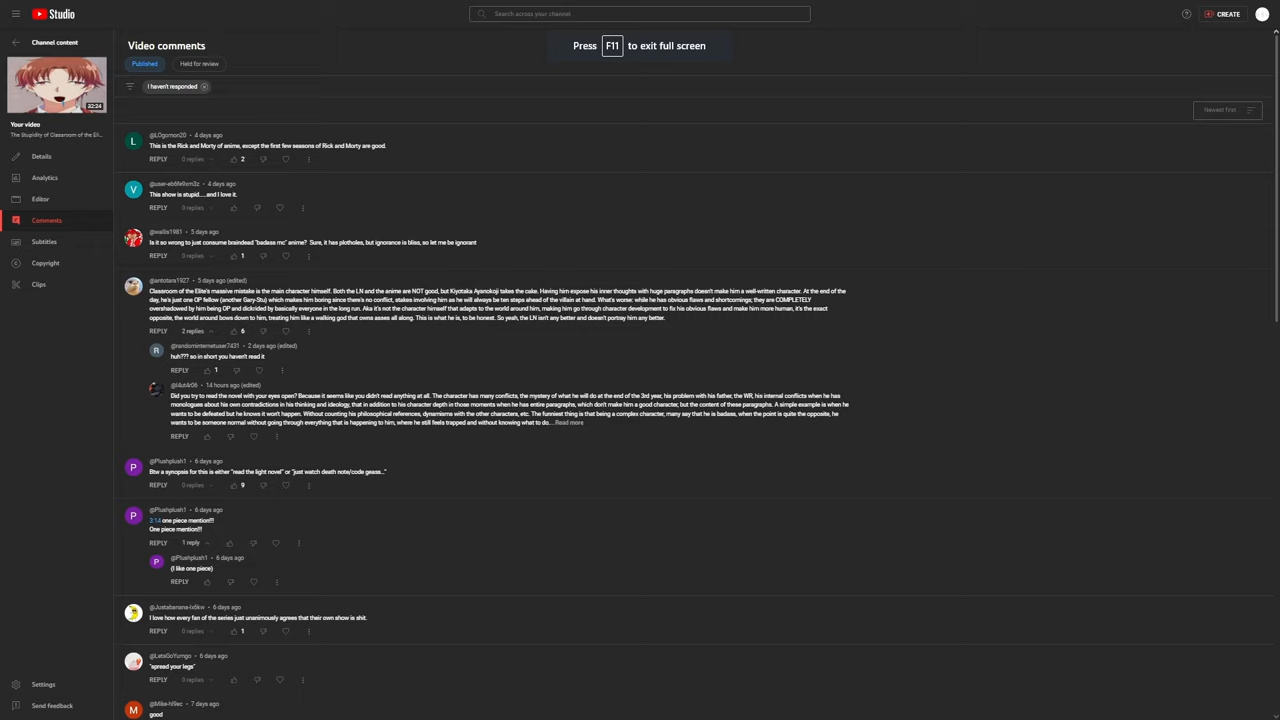 Studio
Search across your channel
CREATE
Channel content
32:24
Your video
The Stupidity of Classroom of the Eli...
Details
Analytics
Editor
Comments
Subtitles
Copyright
Clips
Settings
Send feedback
Video comments
Press F11 to exit full screen
Published
Held for review
I haven't responded
Newest first
L
@LOgomon20 • 4 days ago
This is the Rick and Morty of anime, except the first few seasons of Rick and Morty are good.
REPLY 0 replies 2
V
@user-eb6fe9xm3z • 4 days ago
This show is stupid.....and I love it.
REPLY 0 replies
@wallis1981 • 5 days ago
Is it so wrong to just consume braindead "badass mc" anime? Sure, it has plotholes, but ignorance is bliss, so let me be ignorant
REPLY 0 replies 1
@antotara1927 • 5 days ago (edited)
Classroom of the Elite's massive mistake is the main character himself. Both the LN and the anime are NOT good, but Kiyotaka Ayanokoji takes the cake. Having him expose his inner thoughts with huge paragraphs doesn't mean it's a well-written character. At the end of the
day, he's just one OP fellow (another Gary-Stu) which makes him boring since there's no conflict, stakes involving him as he will always be ten steps ahead of the villain at hand. What's worse: while he has obvious flaws and shortcomings; they are COMPLETELY
overshadowed by him being OP and dickrided by basically everyone in the long run. Aka it's not the character himself that adapts to the world around him, making him go through character development to fix his obvious flaws and make him more human, it's the exact
opposite, the world around bows down to him, treating him like a walking god that owns asses all along. This is what he is, to be honest. So yeah, the LN isn't any better and doesn't portray him any better.
REPLY 2 replies 6
R
@randominternetuser7431 • 2 days ago (edited)
huh??? so in short you haven't read it
REPLY 1
@l4ut4r06 • 14 hours ago (edited)
Did you try to read the novel with your eyes open? Because it seems like you didn't read anything at all. The character has many conflicts, the mystery of what he will do at the end of the 3rd year, his problem with his father, the WR, his internal conflicts when he has
monologues about his own contradictions in his thinking and ideology, that in addition to his character depth in those moments when he has entire paragraphs, which don't make him a good character, but the content of these paragraphs. A simple example is when he
wants to be defeated but he knows it won't happen. Without counting his philosophical references, dynamisms with the other characters, etc. The funniest thing is that being a complex character, many say that he is badass, when the point is quite the opposite, he
wants to be someone normal without going through everything that is happening to him, where he still feels trapped and without knowing what to do....Read more
REPLY
P
@Plushplush1 • 6 days ago
Btw a synopsis for this is either "read the light novel" or "just watch death note/code geass..."
REPLY 0 replies 9
P
@Plushplush1 • 6 days ago
3:14 one piece mention!!!
One piece mention!!!
REPLY 1 reply
P
@Plushplush1 • 6 days ago
(I like one piece)
REPLY
@Justabanana-lx6kw • 6 days ago
I love how every fan of the series just unanimously agrees that their own show is shit.
REPLY 0 replies 1
@LetsGoYumgo • 6 days ago
"spread your legs"
REPLY 0 replies
M
@Mike-hl9ec • 7 days ago
good